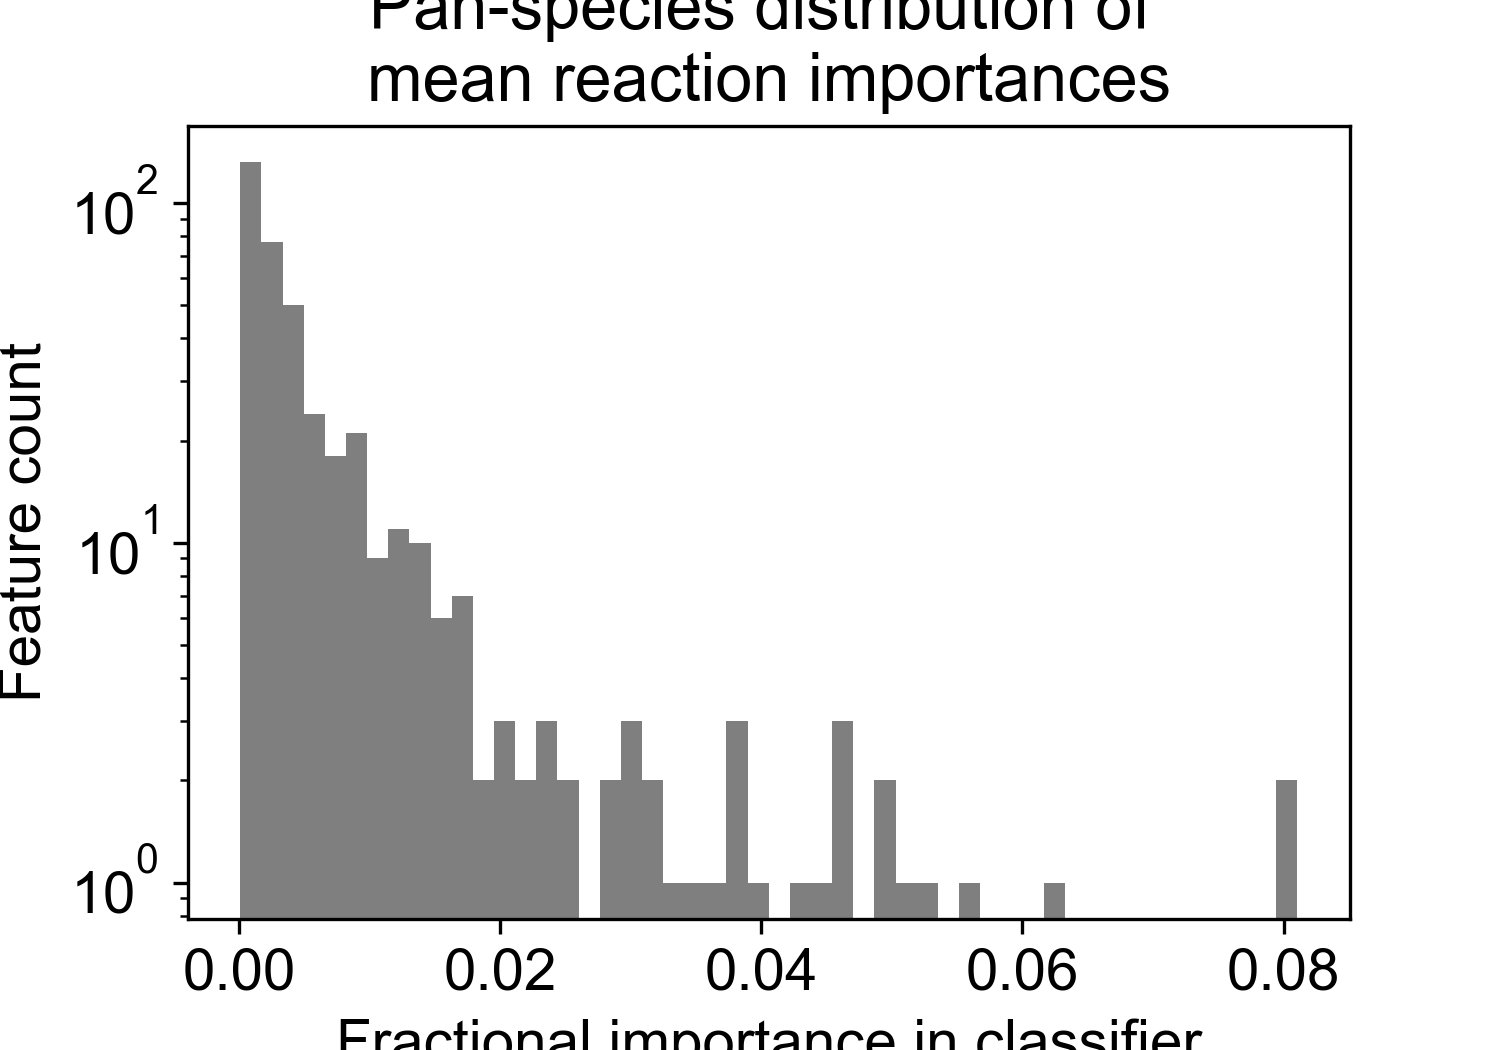 Pan-species distribution of
mean reaction importances
Feature count
10^2
10^1
10^0
0.00 0.02 0.04 0.06 0.08
Fractional importance in classifier